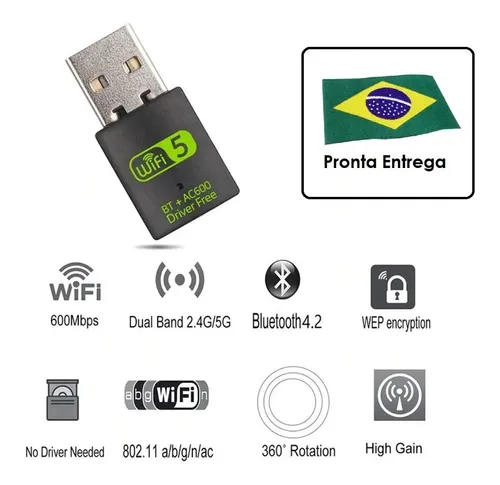 WiFi 5
BT + AC600
Driver Free
Pronta Entrega
WiFi
600Mbps
Dual Band 2.4G/5G
Bluetooth4.2
WEP encryption
abg WiFi n
No Driver Needed
802.11 a/b/g/n/ac
360° Rotation
High Gain